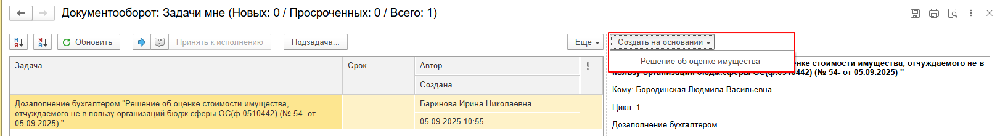 Документооборот: Задачи мне (Новых: 0 / Просроченных: 0 / Всего: 1)
А Я
Я А
Обновить
Принять к исполнению
Подзадача...
Еще
Создать на основании
Решение об оценке имущества
Задача
Срок
Автор
Создана
Дозаполнение бухгалтером "Решение об оценке стоимости имущества,
отчуждаемого не в пользу организаций бюдж.сферы ОС(ф.0510442) (№ 54- от
05.09.2025) "
Баринова Ирина Николаевна
05.09.2025 10:55
стоимости имущества, отчуждаемого не в
пользу организаций бюдж.сферы ОС(ф.0510442) (№ 54- от 05.09.2025) "
Кому: Бородинская Людмила Васильевна
Цикл: 1
Дозаполнение бухгалтером